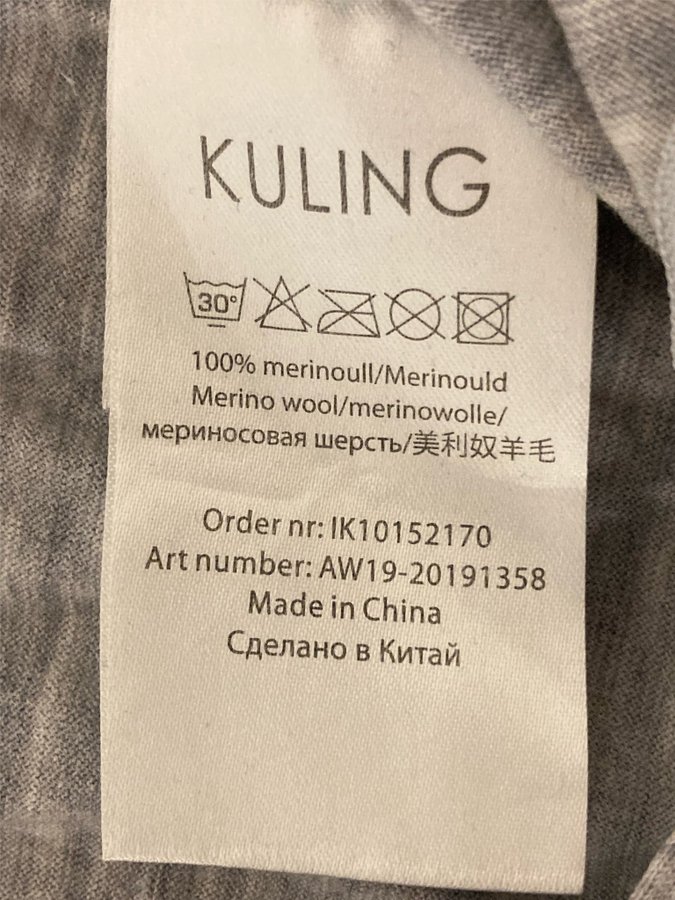 KULING
30°
100% merinoull/Merinould
Merino wool/merinowolle/
мериносовая шерсть/美利奴羊毛
Order nr: IK10152170
Art number: AW19-20191358
Made in China
Сделано в Китай